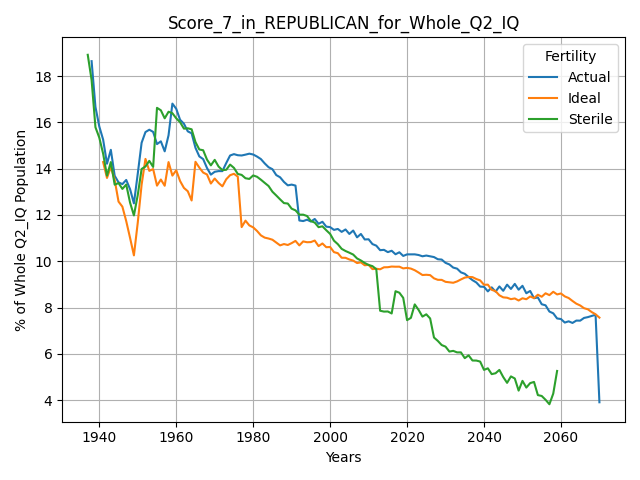 Score_7_in_REPUBLICAN_for_Whole_Q2_IQ
Fertility
Actual
Ideal
Sterile
% of Whole Q2_IQ Population
18
16
14
12
10
8
6
4
1940
1960
1980
2000
2020
2040
2060
Years